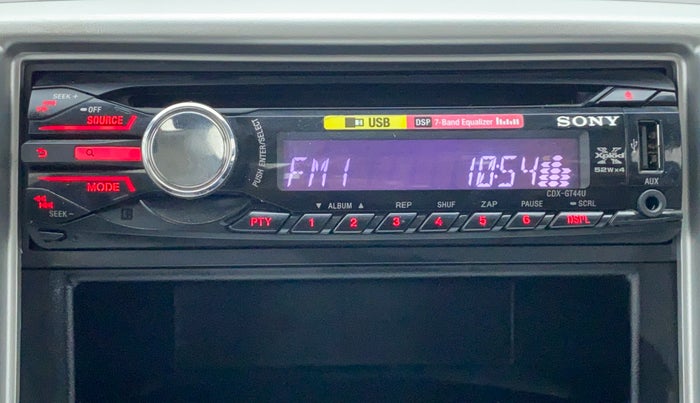 SEEK +
OFF
SOURCE
MODE
SEEK -
PUSH ENTER/SELECT
USB
DSP 7-Band Equalizer
SONY
FM1 10:54
Xplod
52W×4
CDX-GT44U
AUX
▼ ALBUM ▲ REP SHUF ZAP PAUSE SCRL
PTY 1 2 3 4 5 6 DSPL